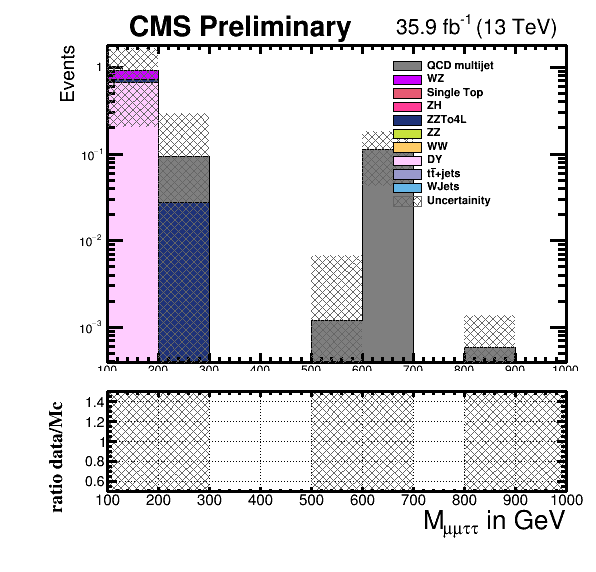 CMS Preliminary 35.9 fb⁻¹ (13 TeV)
Events
1
10⁻¹
10⁻²
10⁻³
QCD multijet
WZ
Single Top
ZH
ZZTo4L
ZZ
WW
DY
tt̄+jets
WJets
Uncertainity
100 200 300 400 500 600 700 800 900 1000
ratio data/Mc
1.4
1.2
1
0.8
0.6
100 200 300 400 500 600 700 800 900 1000
M_μμττ in GeV